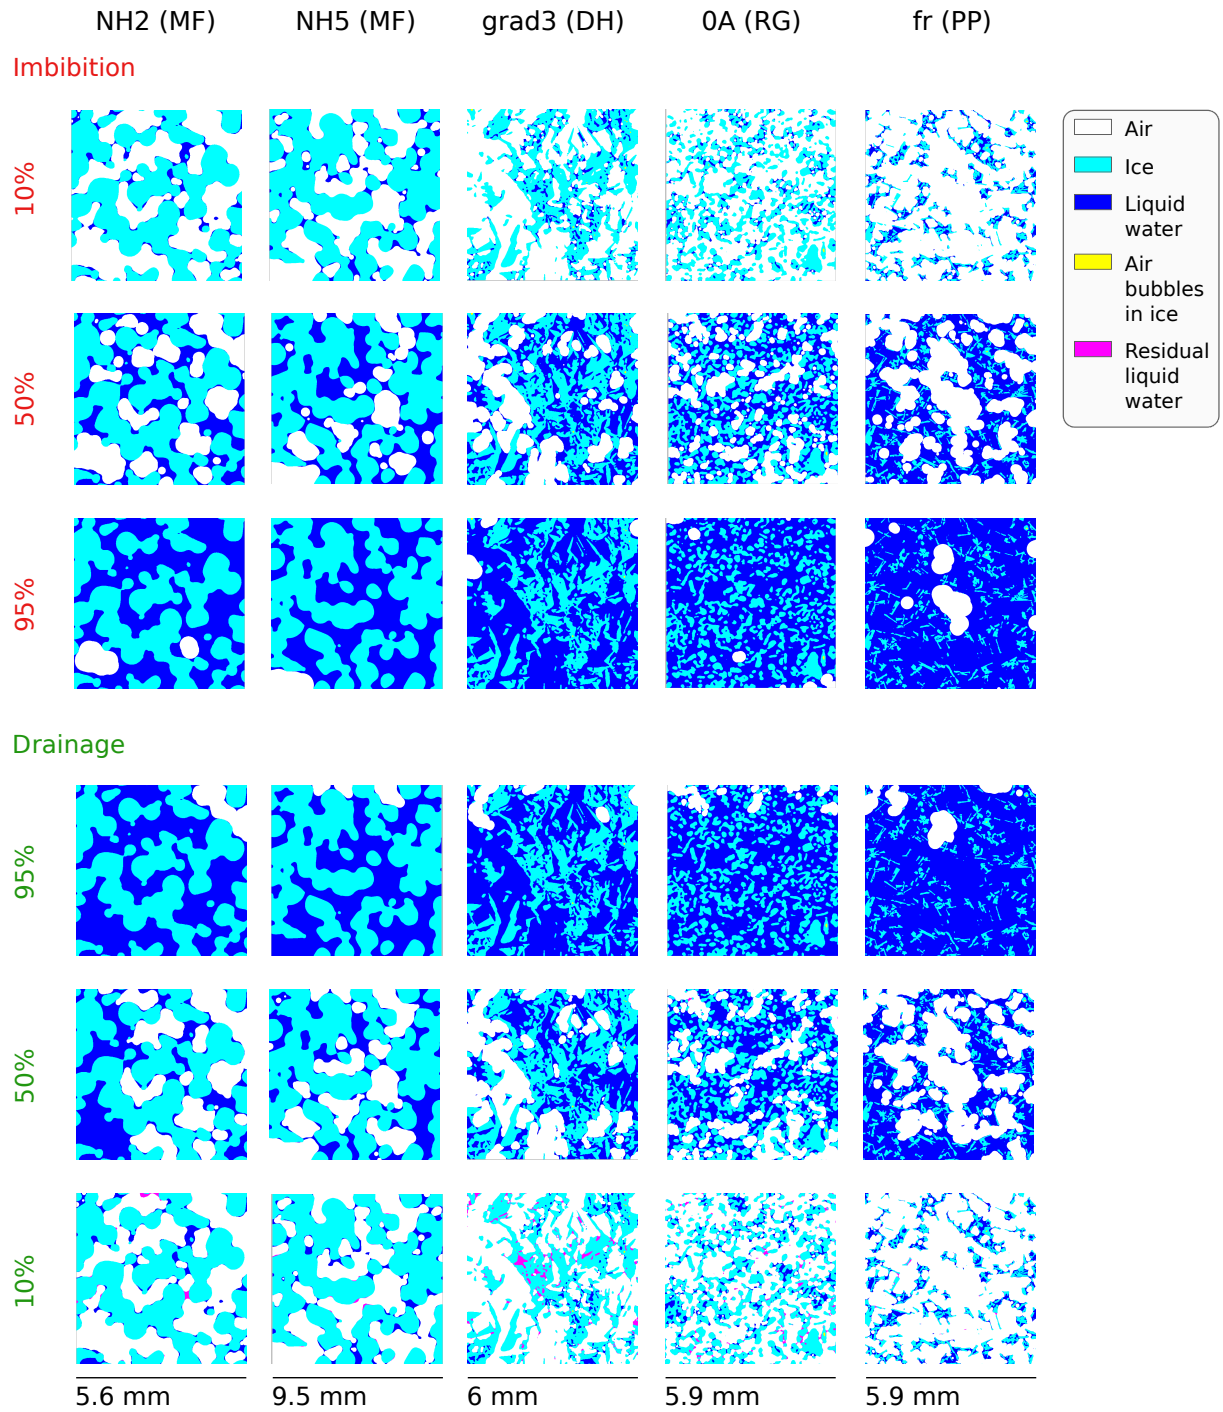 NH2 (MF) NH5 (MF) grad3 (DH) 0A (RG) fr (PP)
Imbibition
10%
50%
95%
Air
Ice
Liquid
water
Air
bubbles
in ice
Residual
liquid
water
Drainage
95%
50%
10%
5.6 mm 9.5 mm 6 mm 5.9 mm 5.9 mm